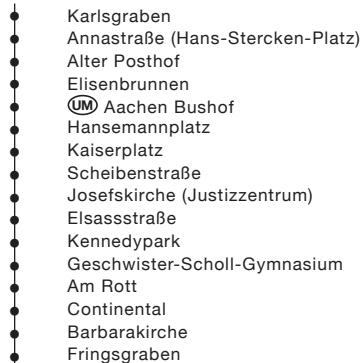 Karlsgraben
Annastraße (Hans-Stercken-Platz)
Alter Posthof
Elisenbrunnen
UM Aachen Bushof
Hansemannplatz
Kaiserplatz
Scheibenstraße
Josefskirche (Justizzentrum)
Elsassstraße
Kennedypark
Geschwister-Scholl-Gymnasium
Am Rott
Continental
Barbarakirche
Fringsgraben